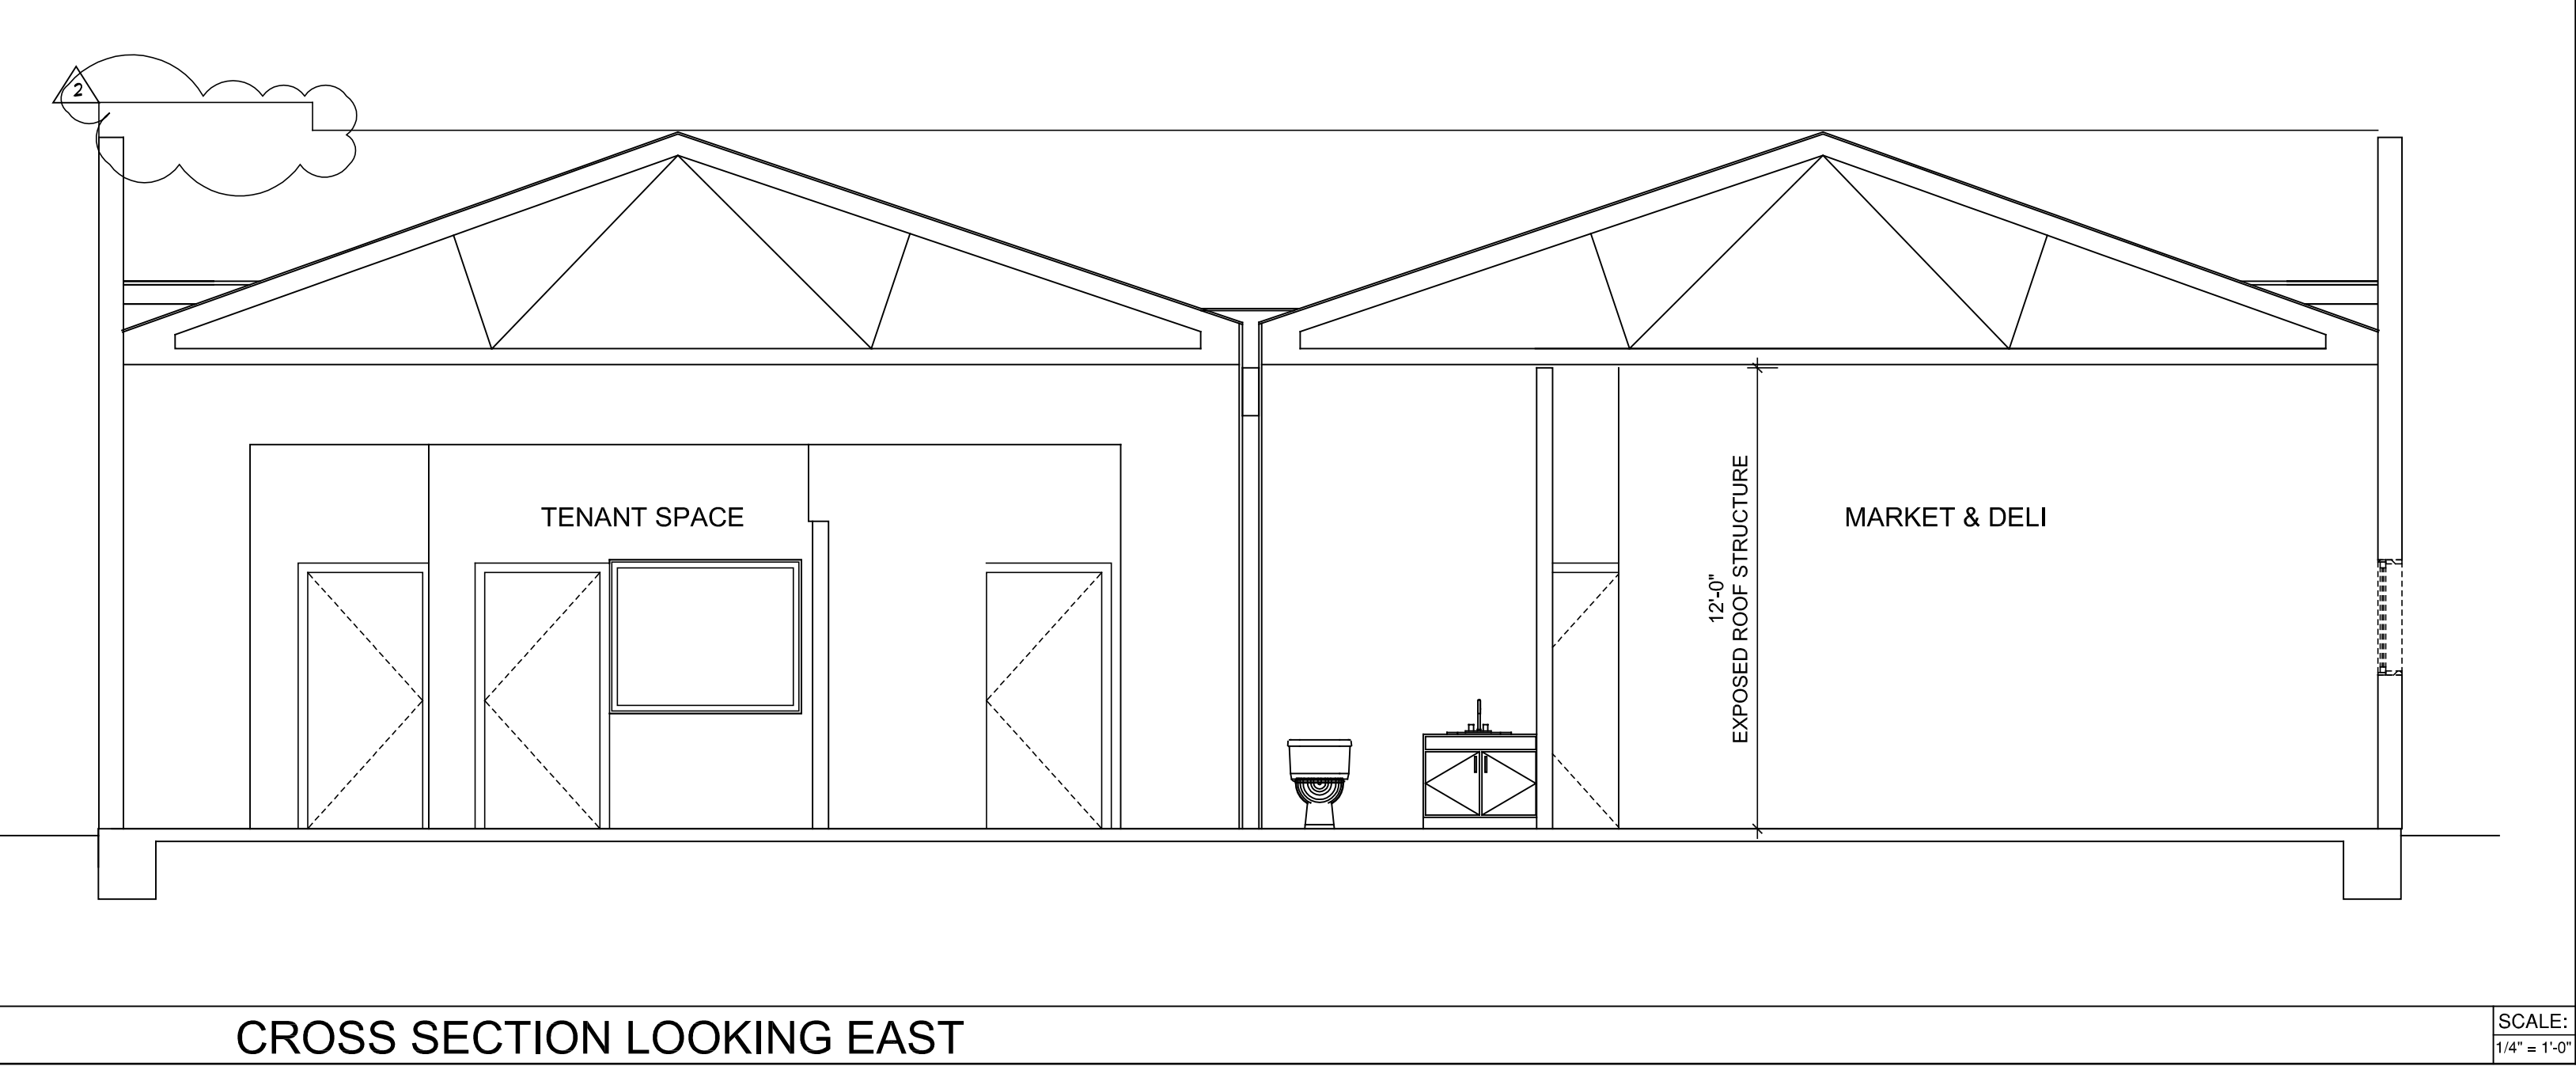 2
TENANT SPACE
12'-0"
EXPOSED ROOF STRUCTURE
MARKET & DELI
CROSS SECTION LOOKING EAST
SCALE:
1/4" = 1'-0"